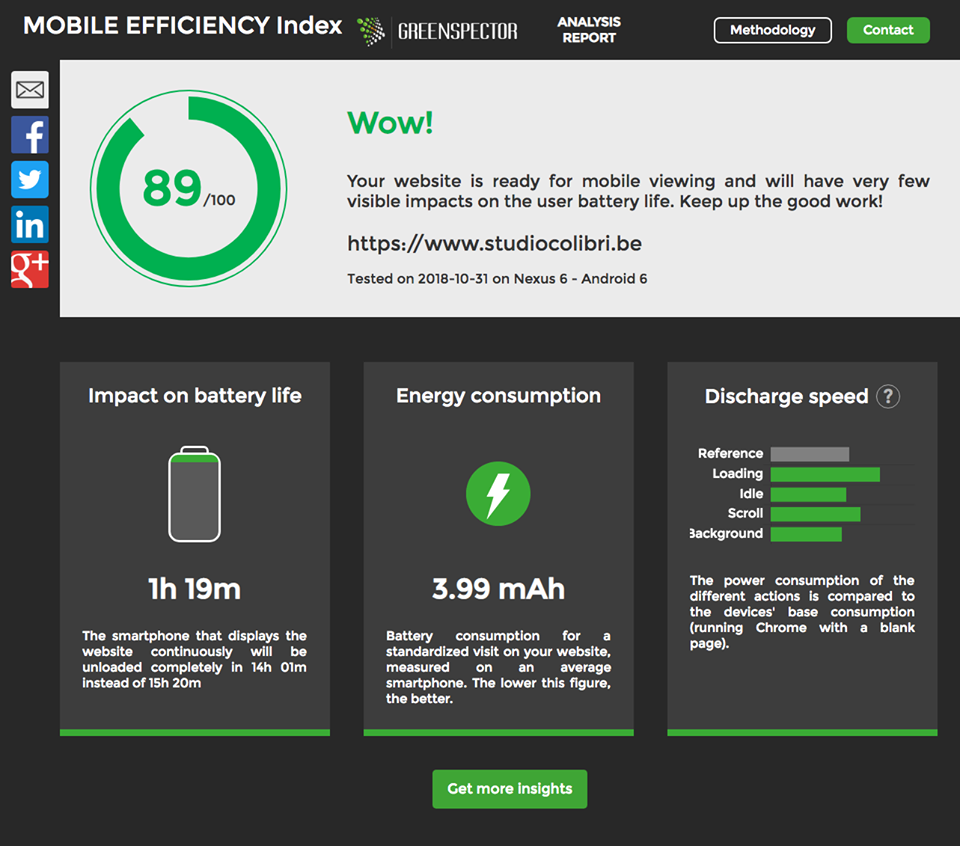 MOBILE EFFICIENCY Index
GREENSPECTOR
ANALYSIS
REPORT
Methodology
Contact
f
in
g+
89/100
Wow!
Your website is ready for mobile viewing and will have very few
visible impacts on the user battery life. Keep up the good work!
https://www.studiocolibri.be
Tested on 2018-10-31 on Nexus 6 - Android 6
Impact on battery life
1h 19m
The smartphone that displays the
website continuously will be
unloaded completely in 14h 01m
instead of 15h 20m
Energy consumption
3.99 mAh
Battery consumption for a
standardized visit on your website,
measured on an average
smartphone. The lower this figure,
the better.
Discharge speed ?
Reference
Loading
Idle
Scroll
Background
The power consumption of the
different actions is compared to
the devices' base consumption
(running Chrome with a blank
page).
Get more insights